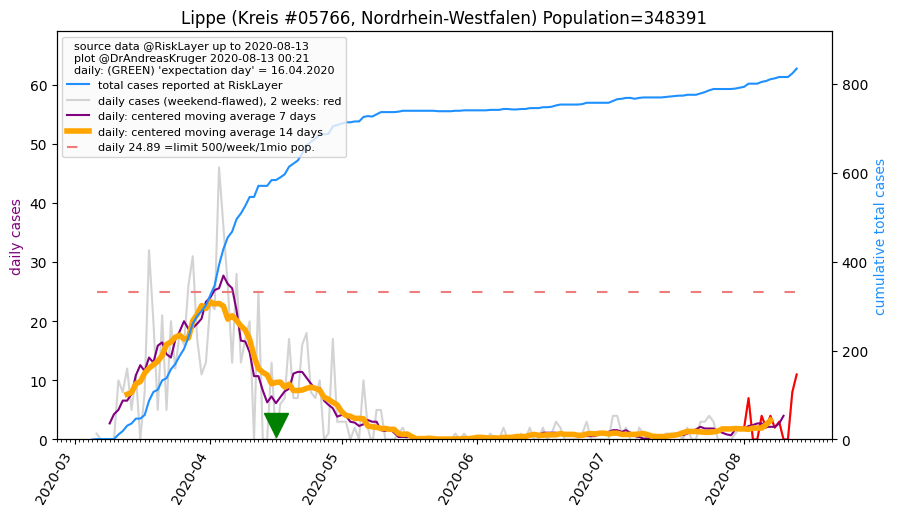 Lippe (Kreis #05766, Nordrhein-Westfalen) Population=348391
source data @RiskLayer up to 2020-08-13
plot @DrAndreasKruger 2020-08-13 00:21
daily: (GREEN) 'expectation day' = 16.04.2020
total cases reported at RiskLayer
daily cases (weekend-flawed), 2 weeks: red
daily: centered moving average 7 days
daily: centered moving average 14 days
daily 24.89 =limit 500/week/1mio pop.
daily cases
60
50
40
30
20
10
0
800
600
400
200
0
cumulative total cases
2020-03
2020-04
2020-05
2020-06
2020-07
2020-08